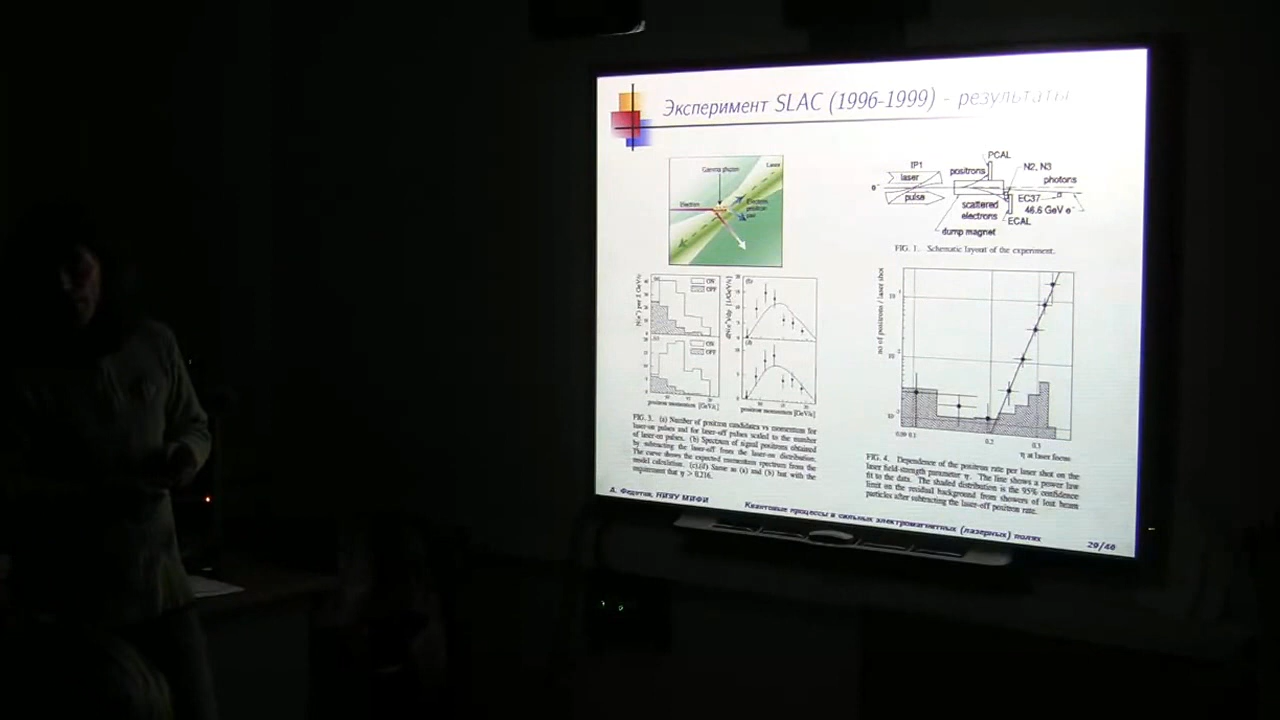 Эксперимент SLAC (1996-1999) - результаты
Gamma photon
Laser
Electron
Electron
positron
pair
IP1
laser
pulse
e⁻
positrons
PCAL
N2, N3
photons
EC37
46.6 GeV e⁻
scattered
electrons
ECAL
dump magnet
FIG. 1. Schematic layout of the experiment.
ON
OFF
(b)
ON
OFF
(d)
positron momentum [GeV/c]
positron momentum [GeV/c]
FIG. 3. (a) Number of positron candidates vs momentum for
laser-on pulses and for laser-off pulses scaled to the number
of laser-on pulses. (b) Spectrum of signal positrons obtained
by subtracting the laser-off from the laser-on distribution.
The curve shows the expected momentum spectrum from the
model calculation. (c),(d) Same as (a) and (b) but with the
requirement that η > 0.216.
no of positrons / laser shot
0.09 0.1
0.2
0.3
η at laser focus
FIG. 4. Dependence of the positron rate per laser shot on the
laser field-strength parameter η. The line shows a power law
fit to the data. The shaded distribution is the 95% confidence
limit on the residual background from showers of lost beam
particles after subtracting the laser-off positron rate.
А. Федотов, НИЯУ МИФИ
Квантовые процессы в сильных электромагнитных (лазерных) полях